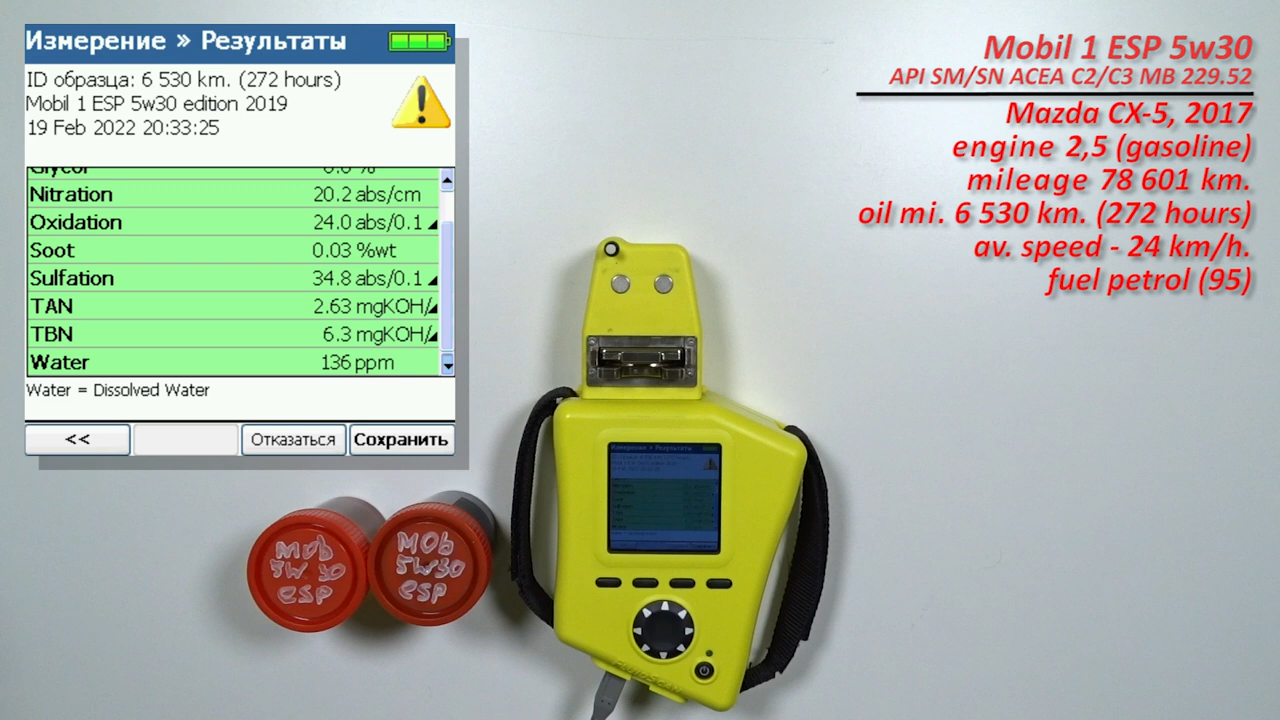 Измерение » Результаты
ID образца: 6 530 km. (272 hours)
Mobil 1 ESP 5w30 edition 2019
19 Feb 2022 20:33:25
Nitration 20.2 abs/cm
Oxidation 24.0 abs/0.1
Soot 0.03 %wt
Sulfation 34.8 abs/0.1
TAN 2.63 mgKOH/
TBN 6.3 mgKOH/
Water 136 ppm
Water = Dissolved Water
<< Отказаться Сохранить
Mobil 1 ESP 5w30
API SM/SN ACEA C2/C3 MB 229.52
Mazda CX-5, 2017
engine 2,5 (gasoline)
mileage 78 601 km.
oil mi. 6 530 km. (272 hours)
av. speed - 24 km/h.
fuel petrol (95)
Mob
5W 30
esp
MOb
5w30
esp
Измерение » Результаты